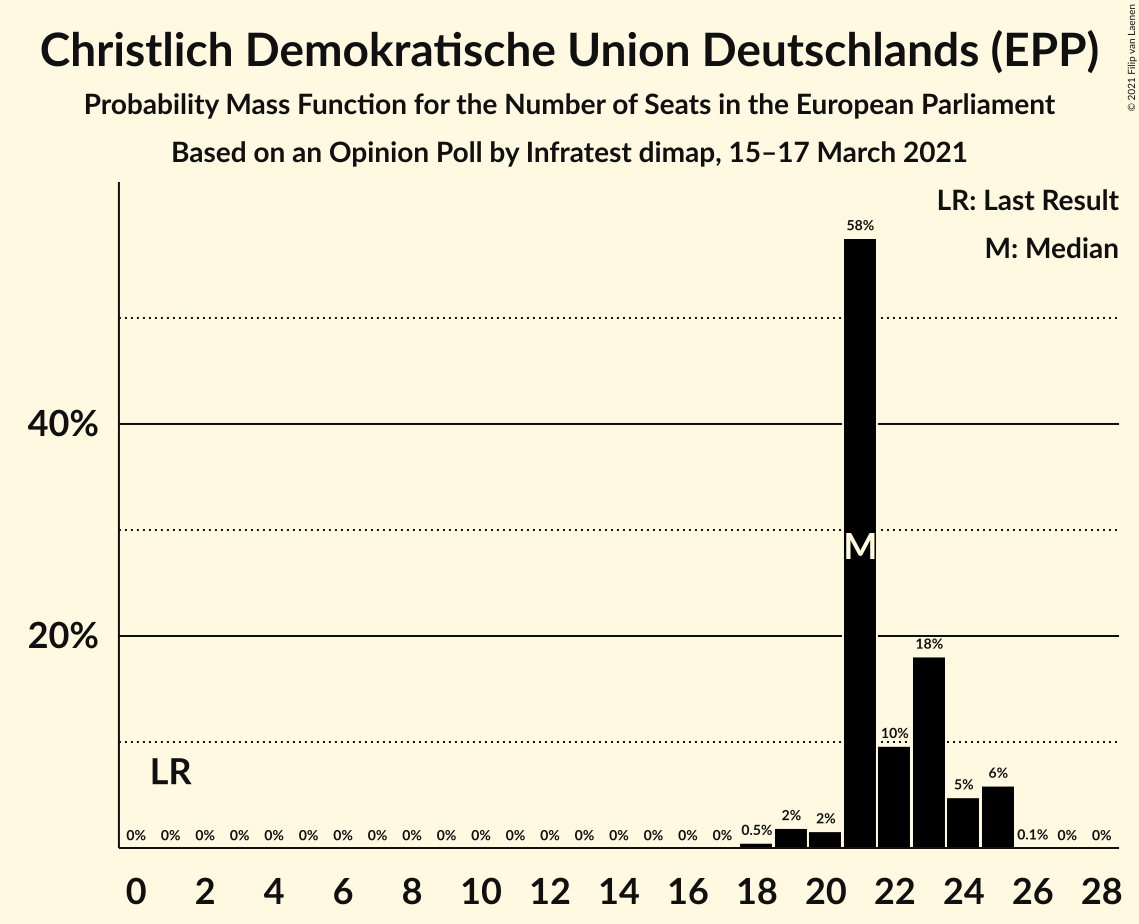 Christlich Demokratische Union Deutschlands (EPP)
Probability Mass Function for the Number of Seats in the European Parliament
Based on an Opinion Poll by Infratest dimap, 15–17 March 2021
© 2021 Filip van Laenen
LR: Last Result
M: Median
58%
40%
M
20%
18%
10%
LR
5%
6%
0% 0% 0% 0% 0% 0% 0% 0% 0% 0% 0% 0% 0% 0% 0% 0% 0% 0% 0.5% 2% 2% 0.1% 0% 0%
0 2 4 6 8 10 12 14 16 18 20 22 24 26 28